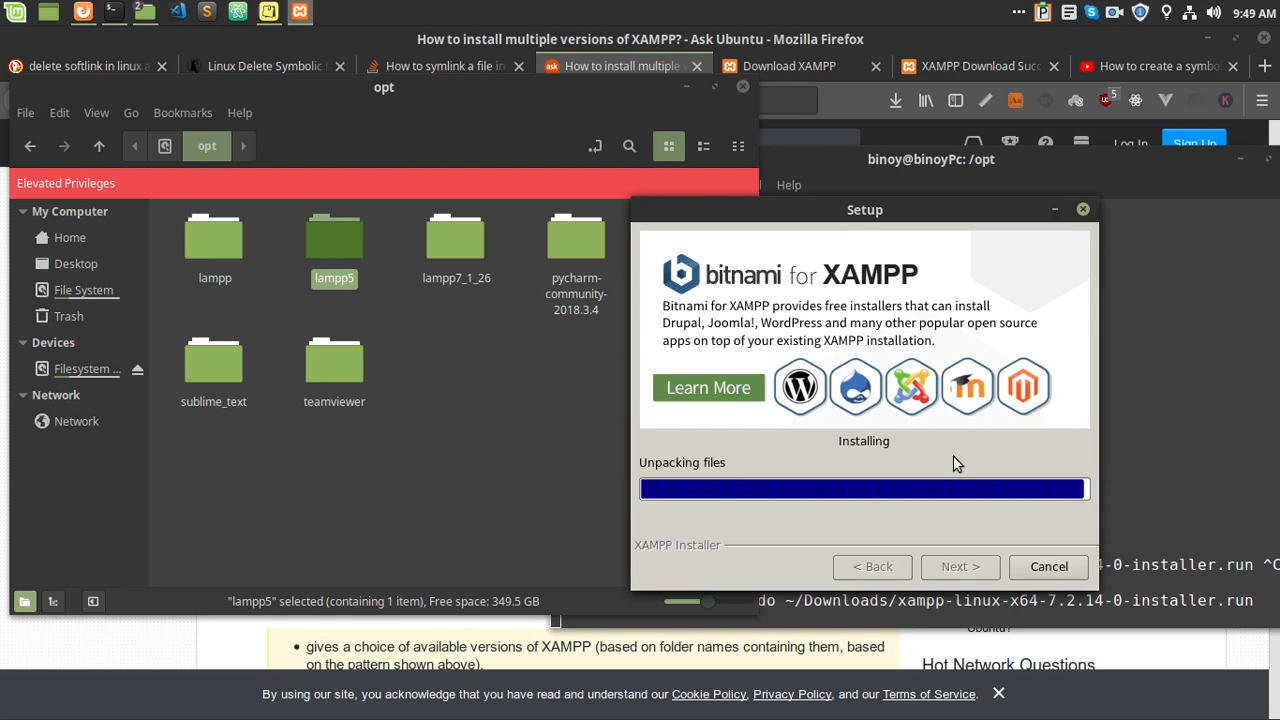 9:49 AM
How to install multiple versions of XAMPP? - Ask Ubuntu - Mozilla Firefox
delete softlink in linux a
Linux Delete Symbolic L
How to symlink a file in
How to install multiple
Download XAMPP
XAMPP Download Succ
How to create a symbol
opt
File Edit View Bookmarks Go Help
opt
5
Log In
Sign Up
binoy@binoyPc: /opt
Help
Elevated Privileges
My Computer
Home
Desktop
File System
Trash
Devices
Filesystem ...
Network
Network
lampp
lampp5
lampp7_1_26
pycharm-
community-
2018.3.4
sublime_text
teamviewer
"lampp5" selected (containing 1 item), Free space: 349.5 GB
Setup
bitnami for XAMPP
Bitnami for XAMPP provides free installers that can install
Drupal, Joomla!, WordPress and many other popular open source
apps on top of your existing XAMPP installation.
Learn More
Installing
Unpacking files
XAMPP Installer
< Back
Next >
Cancel
4-0-installer.run ^C
do ~/Downloads/xampp-linux-x64-7.2.14-0-installer.run
Ubuntu?
• gives a choice of available versions of XAMPP (based on folder names containing them, based
on the pattern shown above).
Hot Network Questions
By using our site, you acknowledge that you have read and understand our Cookie Policy, Privacy Policy, and our Terms of Service.